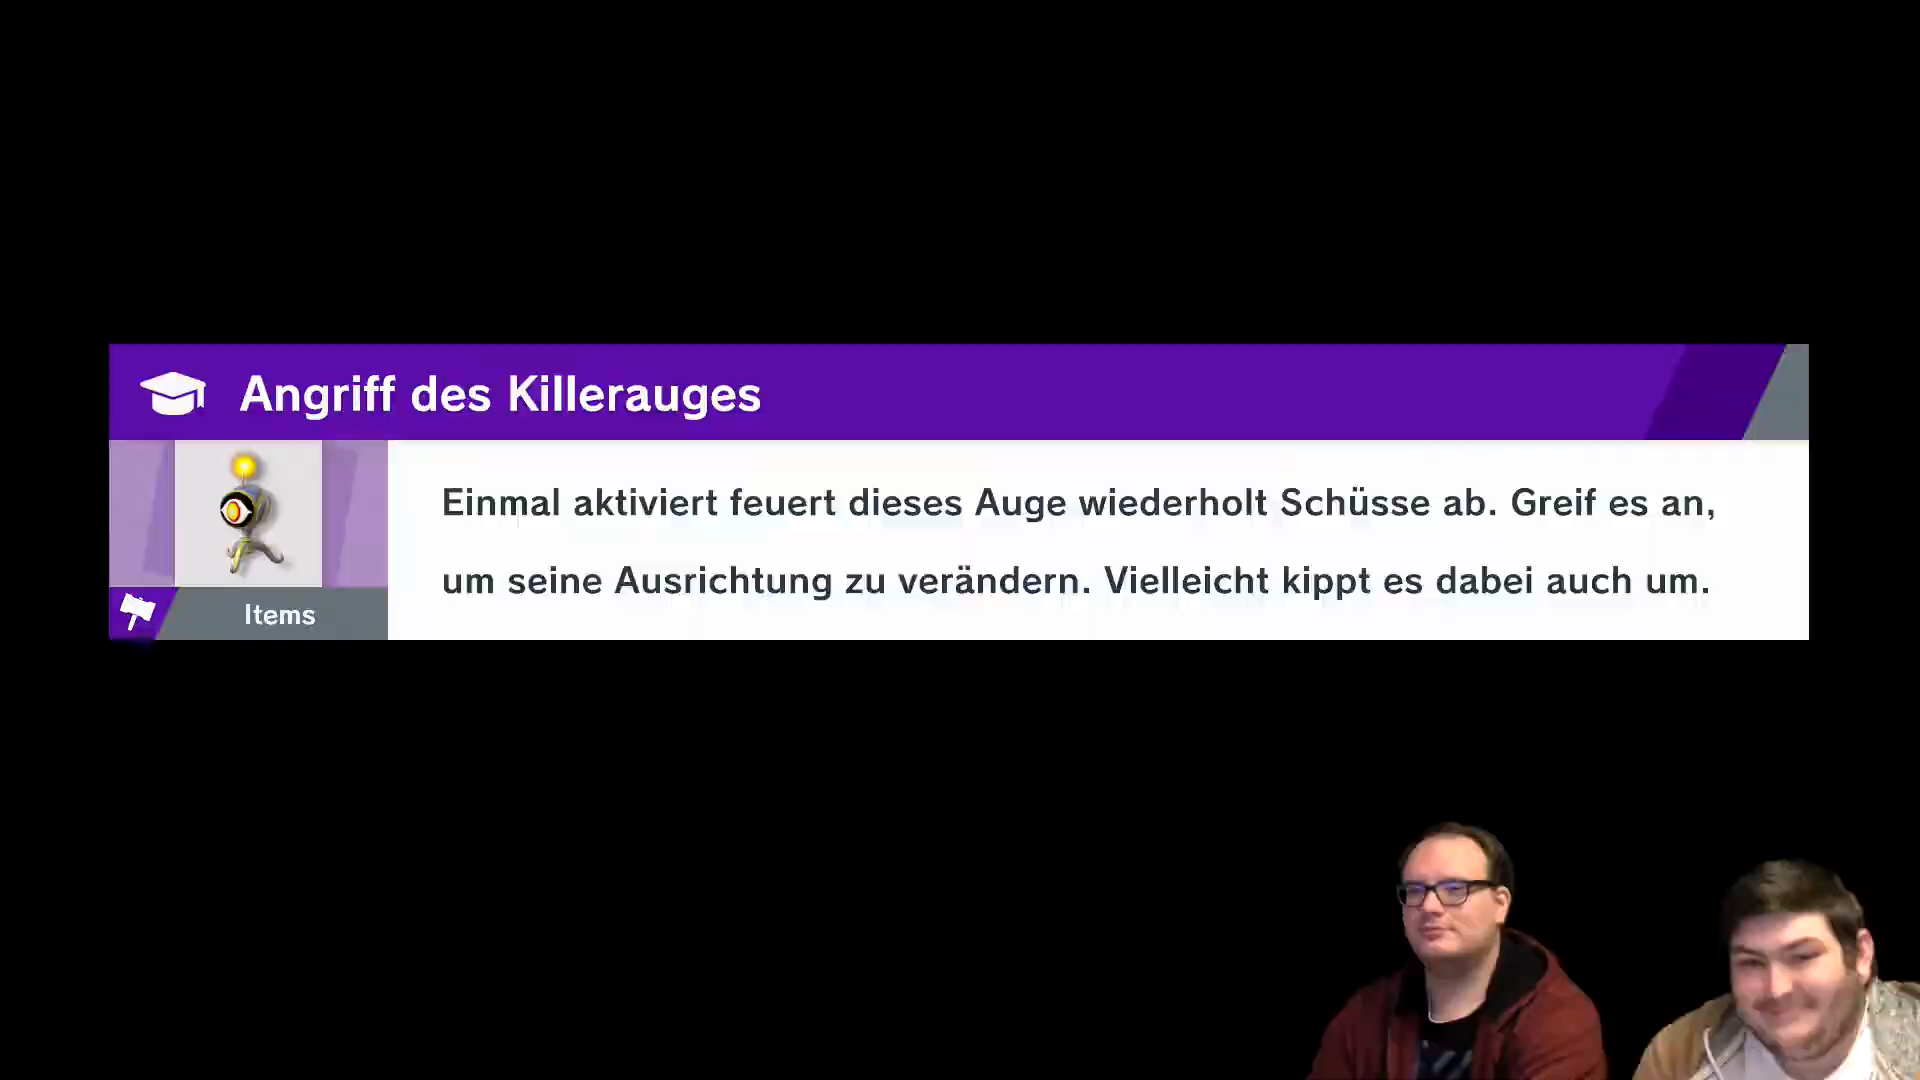 Angriff des Killerauges
Einmal aktiviert feuert dieses Auge wiederholt Schüsse ab. Greif es an,
um seine Ausrichtung zu verändern. Vielleicht kippt es dabei auch um.
Items